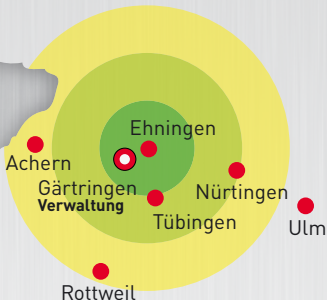 Ehningen
Achern
Gärtringen
Verwaltung
Nürtingen
Tübingen
Ulm
Rottweil